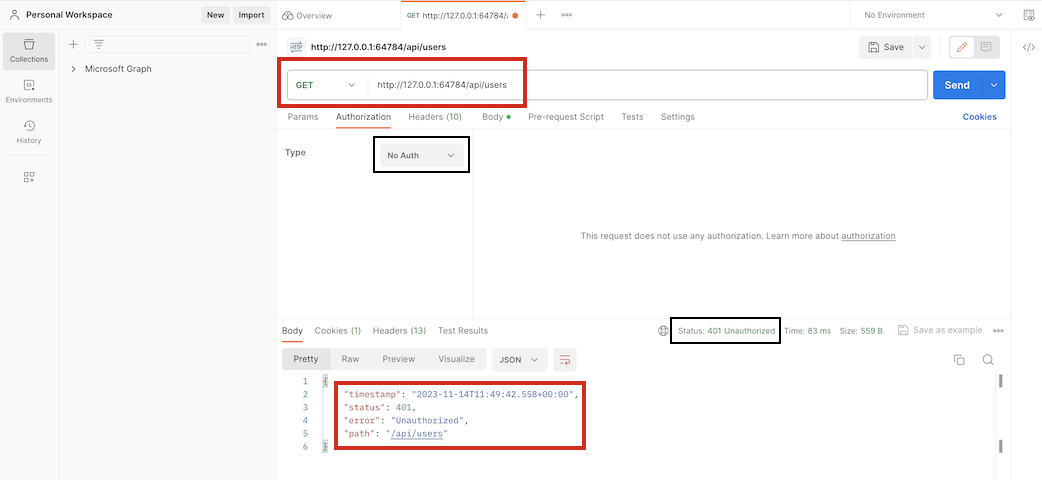 Personal Workspace
New
Import
Overview
GET http://127.0.0.1:64784/a
No Environment
Collections
Environments
History
Microsoft Graph
HTTP
http://127.0.0.1:64784/api/users
Save
GET
http://127.0.0.1:64784/api/users
Send
Params
Authorization
Headers (10)
Body
Pre-request Script
Tests
Settings
Cookies
Type
No Auth
This request does not use any authorization. Learn more about authorization
Body
Cookies (1)
Headers (13)
Test Results
Status: 401 Unauthorized
Time: 83 ms
Size: 559 B
Save as example
Pretty
Raw
Preview
Visualize
JSON
1 {
2 "timestamp": "2023-11-14T11:49:42.558+00:00",
3 "status": 401,
4 "error": "Unauthorized",
5 "path": "/api/users"
6 }